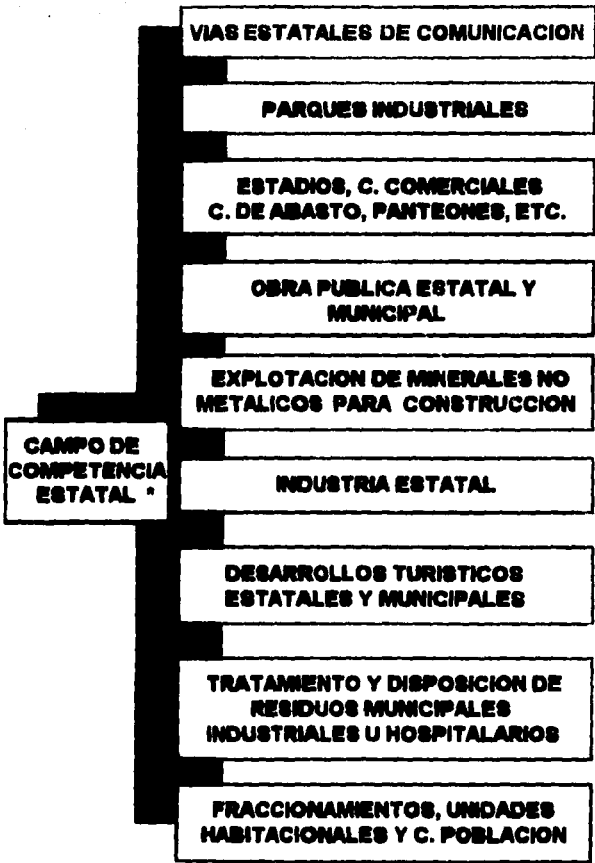 VIAS ESTATALES DE COMUNICACION
PARQUES INDUSTRIALES
ESTADIOS, C. COMERCIALES
C. DE ABASTO, PANTEONES, ETC.
OBRA PUBLICA ESTATAL Y
MUNICIPAL
EXPLOTACION DE MINERALES NO
METALICOS PARA CONSTRUCCION
CAMPO DE
COMPETENCIA
ESTATAL *
INDUSTRIA ESTATAL
DESARROLLOS TURISTICOS
ESTATALES Y MUNICIPALES
TRATAMIENTO Y DISPOSICION DE
RESIDUOS MUNICIPALES
INDUSTRIALES U HOSPITALARIOS
FRACCIONAMIENTOS, UNIDADES
HABITACIONALES Y C. POBLACION